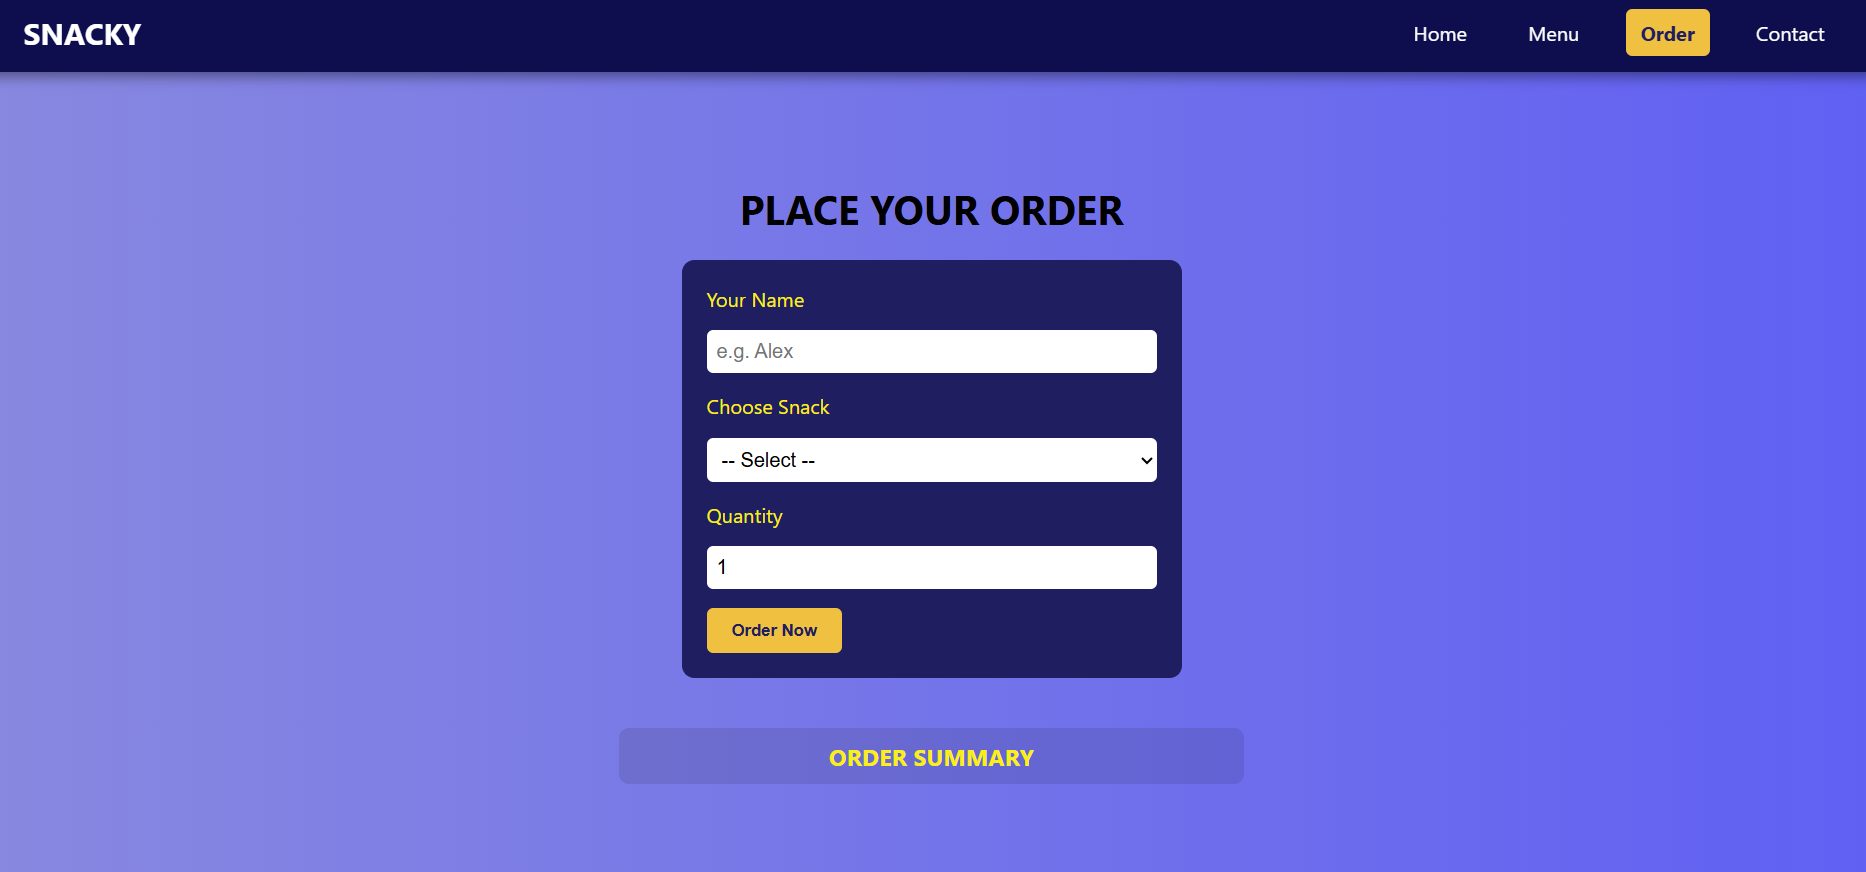 SNACKY Home Menu Order Contact
PLACE YOUR ORDER
Your Name
e.g. Alex
Choose Snack
-- Select --
Quantity
1
Order Now
ORDER SUMMARY